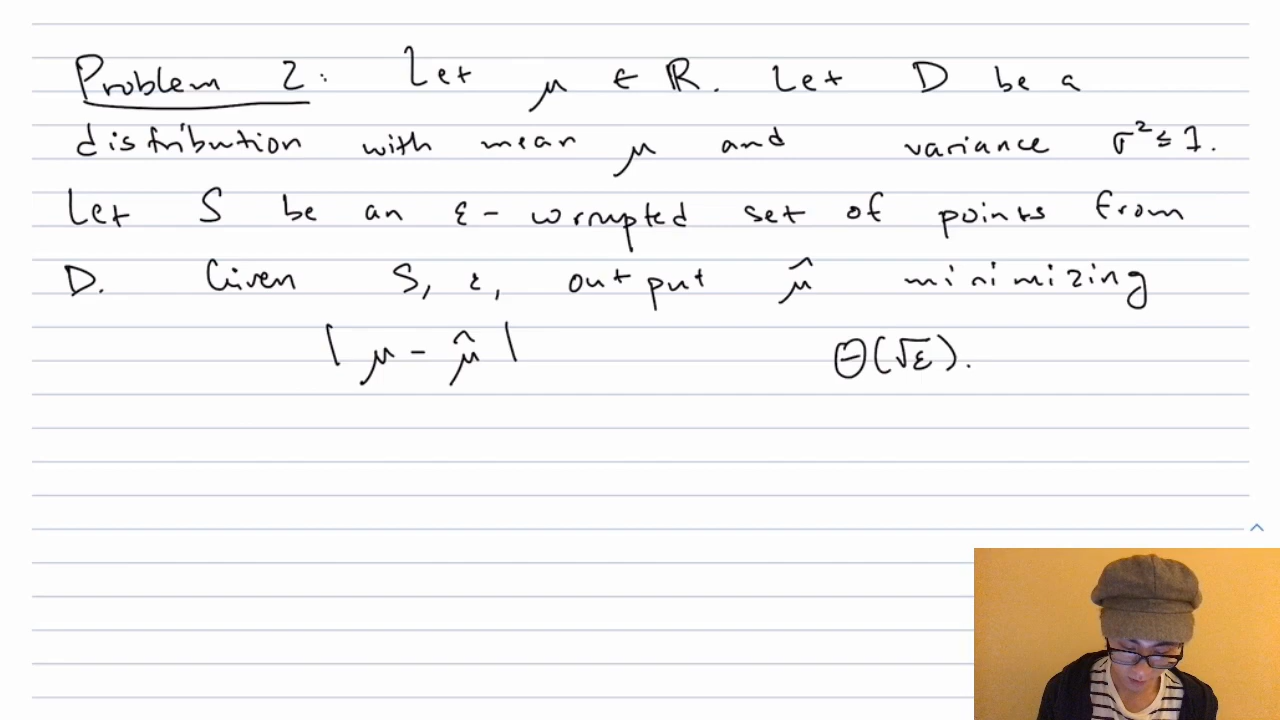 Problem 2: Let μ ∈ ℝ. Let D be a
distribution with mean μ and variance σ² ≤ 1.
Let S be an ε-corrupted set of points from
D. Given S, ε, output μ̂ minimizing
|μ - μ̂| Θ(√ε).